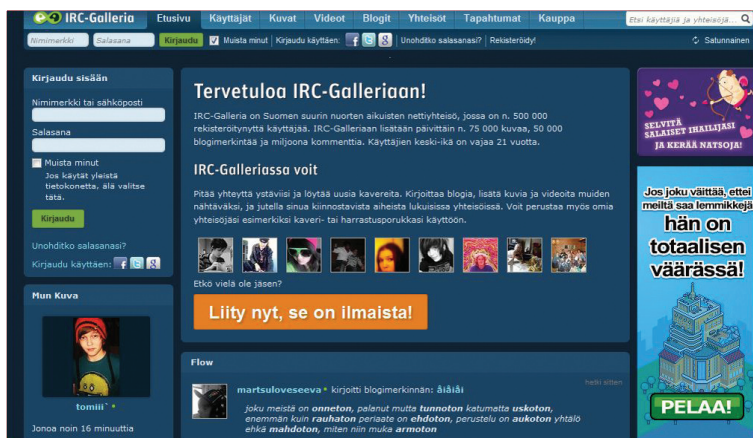 IRC-Galleria Etusivu Käyttäjät Kuvat Videot Blogit Yhteisöt Tapahtumat Kauppa Etsi käyttäjiä ja yhteisöjä...
Nimimerkki Salasana Kirjaudu Muista minut Kirjaudu käyttäen: Unohditko salasanasi? Rekisteröidy! Satunnainen
Kirjaudu sisään
Nimimerkki tai sähköposti
Salasana
Muista minut
Jos käytät yleistä
tietokonetta, älä valitse
tätä.
Kirjaudu
Unohditko salasanasi?
Kirjaudu käyttäen:
Mun Kuva
tomiii¨
Jonoa noin 16 minuuttia
Tervetuloa IRC-Galleriaan!
IRC-Galleria on Suomen suurin nuorten aikuisten nettiyhteisö, jossa on n. 500 000
rekisteröitynyttä käyttäjää. IRC-Galleriaan lisätään päivittäin n. 75 000 kuvaa, 50 000
blogimerkintää ja miljoona kommenttia. Käyttäjien keski-ikä on vajaa 21 vuotta.
IRC-Galleriassa voit
Pitää yhteyttä ystäviisi ja löytää uusia kavereita. Kirjoittaa blogia, lisätä kuvia ja videoita muiden
nähtäväksi, ja jutella sinua kiinnostavista aiheista lukuisissa yhteisöissä. Voit perustaa myös omia
yhteisöjäsi esimerkiksi kaveri- tai harrastusporukkasi käyttöön.
Etkö vielä ole jäsen?
Liity nyt, se on ilmaista!
Flow
martsuloveseeva kirjoitti blogimerkinnän: åiåiåi
hetki sitten
joku meistä on onneton, palanut mutta tunnoton katumatta uskoton,
enemmän kuin rauhaton periaate on ehdoton, perustelu on aukoton yhtälö
ehkä mahdoton, miten niin muka armoton
SELVITÄ
SALAISET IHAILIJASI
JA KERÄÄ NATSOJA!
Jos joku väittää, ettei
meiltä saa lemmikkejä
hän on
totaalisen
väärässä!
PELAA!